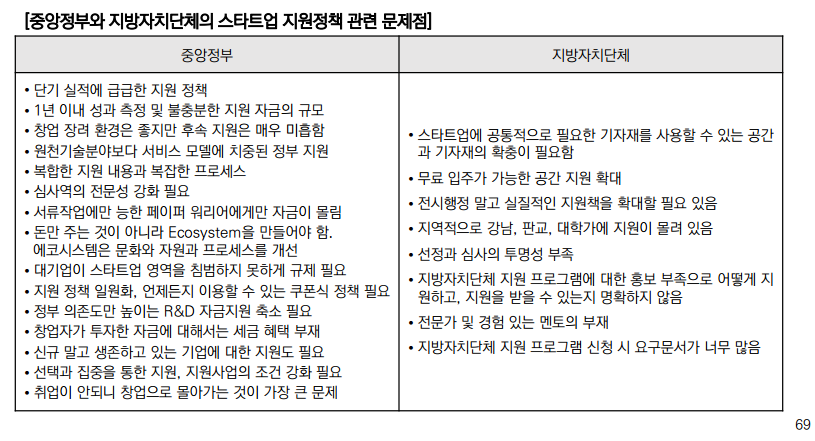 [중앙정부와 지방자치단체의 스타트업 지원정책 관련 문제점]
중앙정부
• 단기 실적에 급급한 지원 정책
• 1년 이내 성과 측정 및 불충분한 지원 자금의 규모
• 창업 장려 환경은 좋지만 후속 지원은 매우 미흡함
• 원천기술분야보다 서비스 모델에 치중된 정부 지원
• 복합한 지원 내용과 복잡한 프로세스
• 심사역의 전문성 강화 필요
• 서류작업에만 능한 페이퍼 워리어에게만 자금이 몰림
• 돈만 주는 것이 아니라 Ecosystem을 만들어야 함.
에코시스템은 문화와 자원과 프로세스를 개선
• 대기업이 스타트업 영역을 침범하지 못하게 규제 필요
• 지원 정책 일원화, 언제든지 이용할 수 있는 쿠폰식 정책 필요
• 정부 의존도만 높이는 R&D 자금지원 축소 필요
• 창업자가 투자한 자금에 대해서는 세금 혜택 부재
• 신규 말고 생존하고 있는 기업에 대한 지원도 필요
• 선택과 집중을 통한 지원, 지원사업의 조건 강화 필요
• 취업이 안되니 창업으로 몰아가는 것이 가장 큰 문제
지방자치단체
• 스타트업에 공통적으로 필요한 기자재를 사용할 수 있는 공간
과 기자재의 확충이 필요함
• 무료 입주가 가능한 공간 지원 확대
• 전시행정 말고 실질적인 지원책을 확대할 필요 있음
• 지역적으로 강남, 판교, 대학가에 지원이 몰려 있음
• 선정과 심사의 투명성 부족
• 지방자치단체 지원 프로그램에 대한 홍보 부족으로 어떻게 지
원하고, 지원을 받을 수 있는지 명확하지 않음
• 전문가 및 경험 있는 멘토의 부재
• 지방자치단체 지원 프로그램 신청 시 요구문서가 너무 많음
69